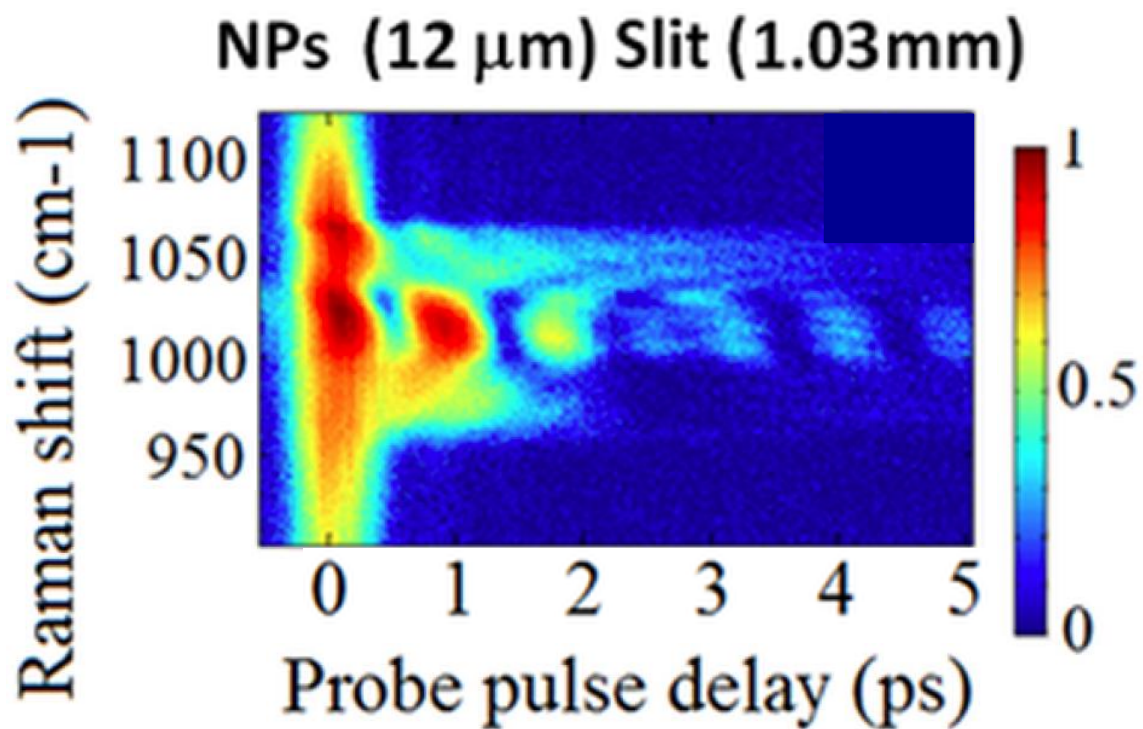 NPs (12 μm) Slit (1.03mm)
Raman shift (cm-1)
1100
1050
1000
950
0 1 2 3 4 5
Probe pulse delay (ps)
1
0.5
0